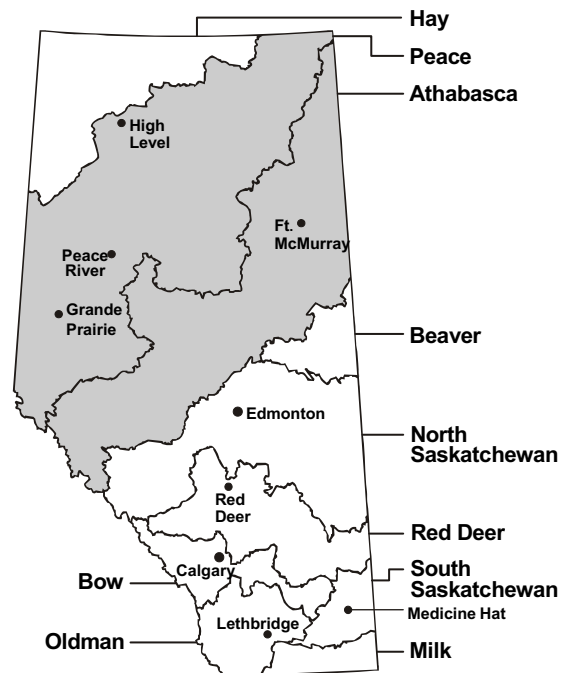 Hay
Peace
Athabasca
High
Level
Ft.
McMurray
Peace
River
Grande
Prairie
Beaver
Edmonton
North
Saskatchewan
Red
Deer
Red Deer
Calgary
South
Saskatchewan
Bow
Medicine Hat
Lethbridge
Oldman
Milk